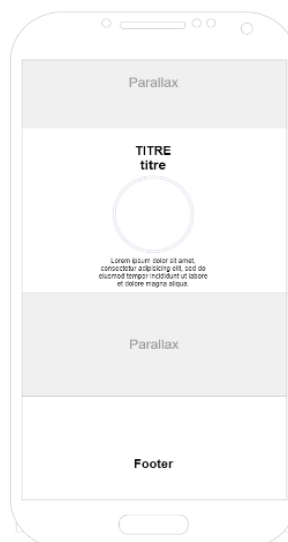 Parallax
TITRE
titre
Lorem ipsum dolor sit amet,
consectetur adipisicing elit, sed do
eiusmod tempor incididunt ut labore
et dolore magna aliqua.
Parallax
Footer